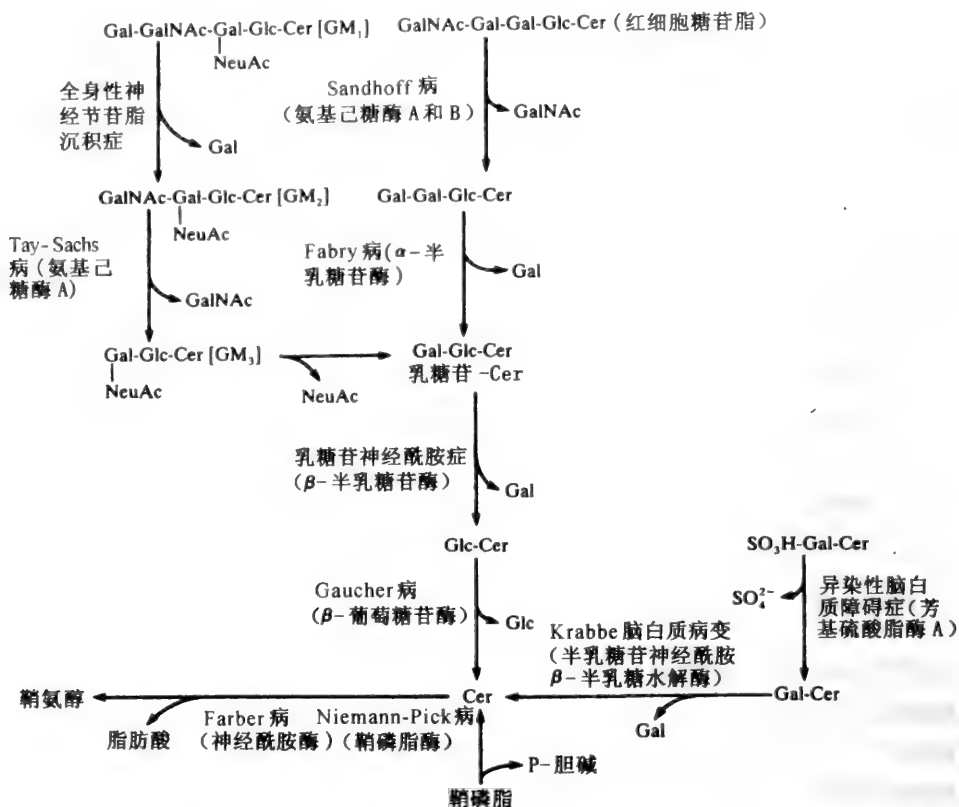 Gal-GalNAc-Gal-Glc-Cer [GM₁]
NeuAc
GalNAc-Gal-Gal-Glc-Cer (红细胞糖苷脂)
全身性神
经节苷脂
沉积症
Gal
Sandhoff 病
(氨基己糖酶 A 和 B)
GalNAc
GalNAc-Gal-Glc-Cer [GM₂]
NeuAc
Gal-Gal-Glc-Cer
Tay-Sachs
病(氨基己
糖酶 A)
GalNAc
Fabry 病(α-半
乳糖苷酶)
Gal
Gal-Glc-Cer [GM₃]
NeuAc
NeuAc
Gal-Glc-Cer
乳糖苷-Cer
乳糖苷神经酰胺症
(β-半乳糖苷酶)
Gal
Glc-Cer
SO₃H-Gal-Cer
Gaucher 病
(β-葡萄糖苷酶)
Glc
SO₄²⁻
异染性脑白
质障碍症(芳
基硫酸脂酶 A)
Krabbe 脑白质病变
(半乳糖苷神经酰胺
β-半乳糖水解酶)
鞘氨醇
Cer
Gal-Cer
脂肪酸
Farber 病
(神经酰胺酶)
Niemann-Pick 病
(鞘磷脂酶)
Gal
P-胆碱
鞘磷脂